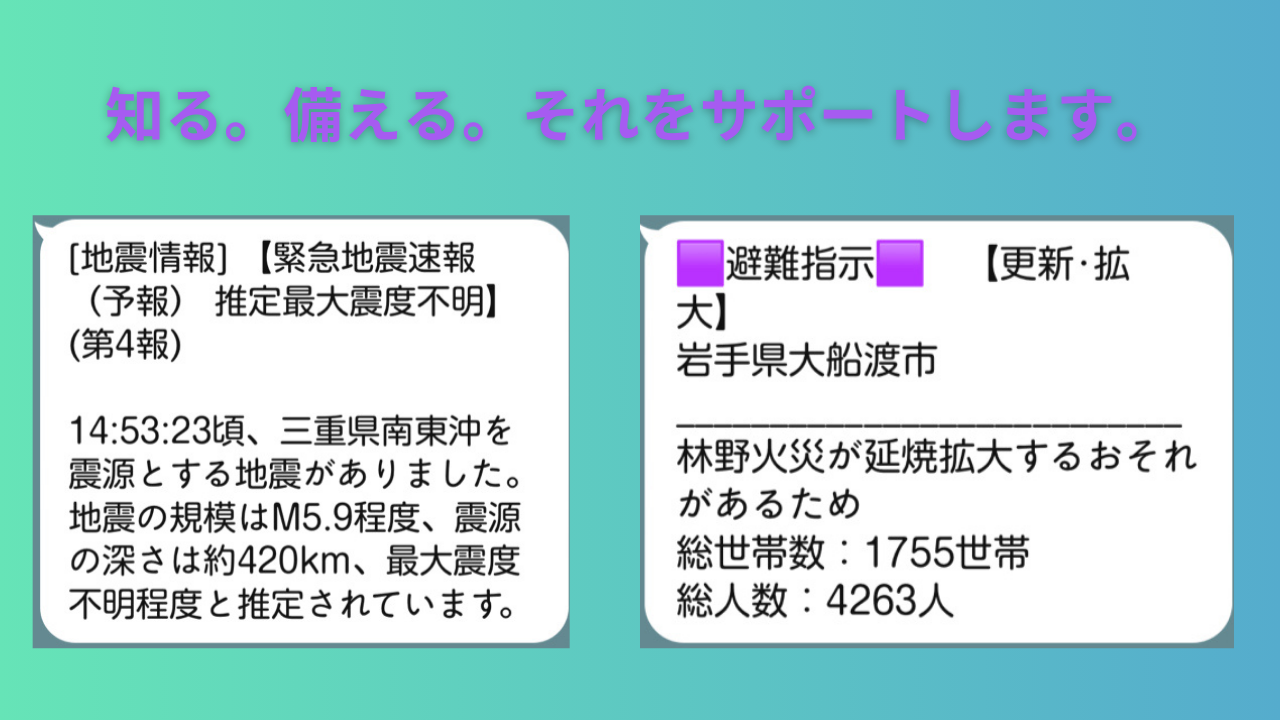 知る。備える。それをサポートします。
[地震情報] 【緊急地震速報
（予報） 推定最大震度不明】
(第4報)
14:53:23頃、三重県南東沖を
震源とする地震がありました。
地震の規模はM5.9程度、震源
の深さは約420km、最大震度
不明程度と推定されています。
🟪避難指示🟪 【更新･拡
大】
岩手県大船渡市
____________________________
林野火災が延焼拡大するおそれ
があるため
総世帯数：1755世帯
総人数：4263人